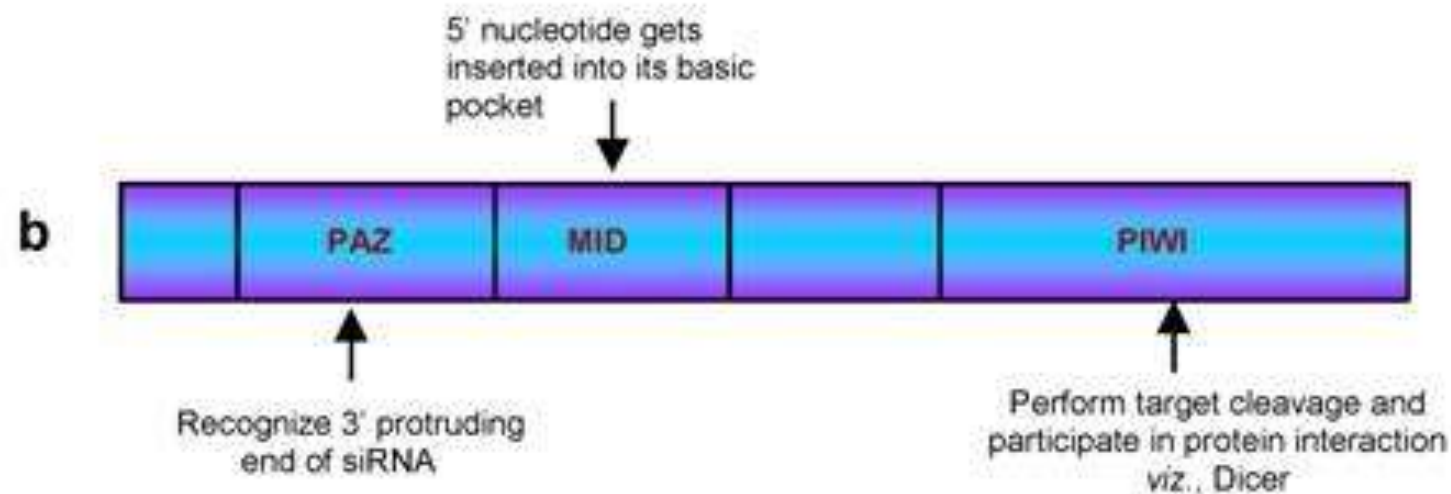 5' nucleotide gets
inserted into its basic
pocket
b
PAZ
MID
PIWI
Recognize 3' protruding
end of siRNA
Perform target cleavage and
participate in protein interaction
viz., Dicer